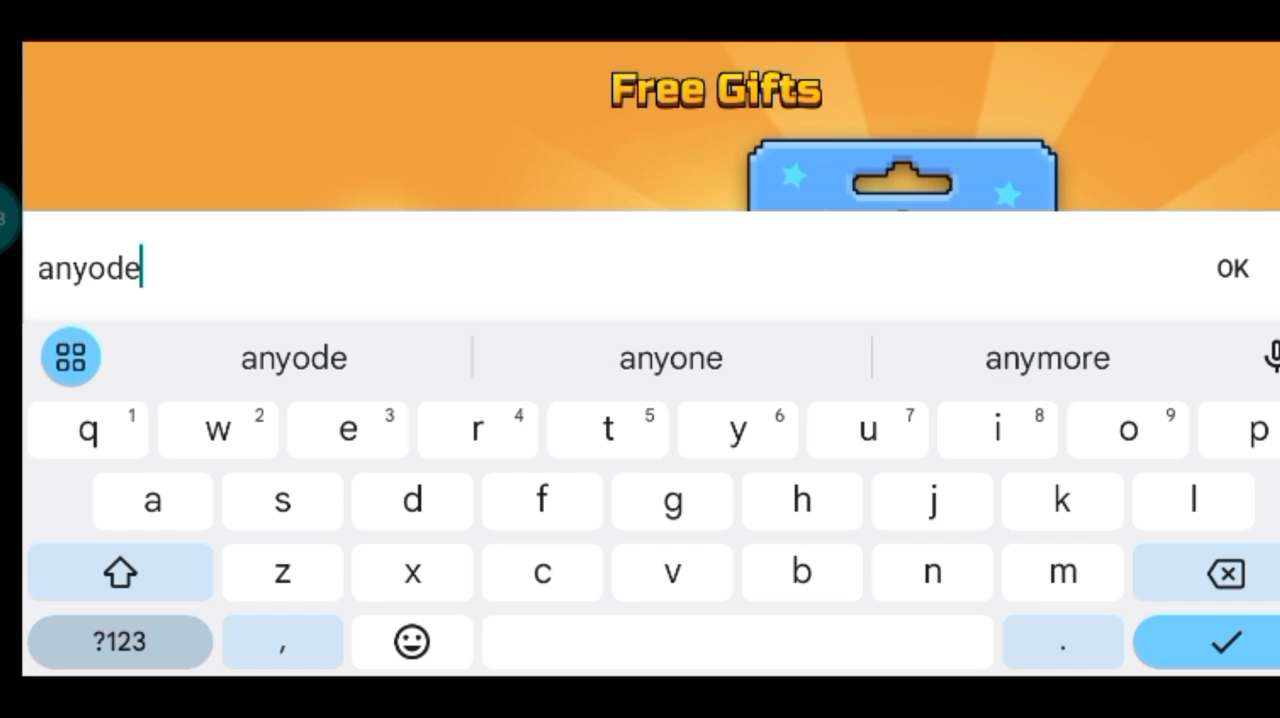 Free Gifts
anyode
OK
anyode anyone anymore
q 1 w 2 e 3 r 4 t 5 y 6 u 7 i 8 o 9 p
a s d f g h j k l
z x c v b n m
?123 , .